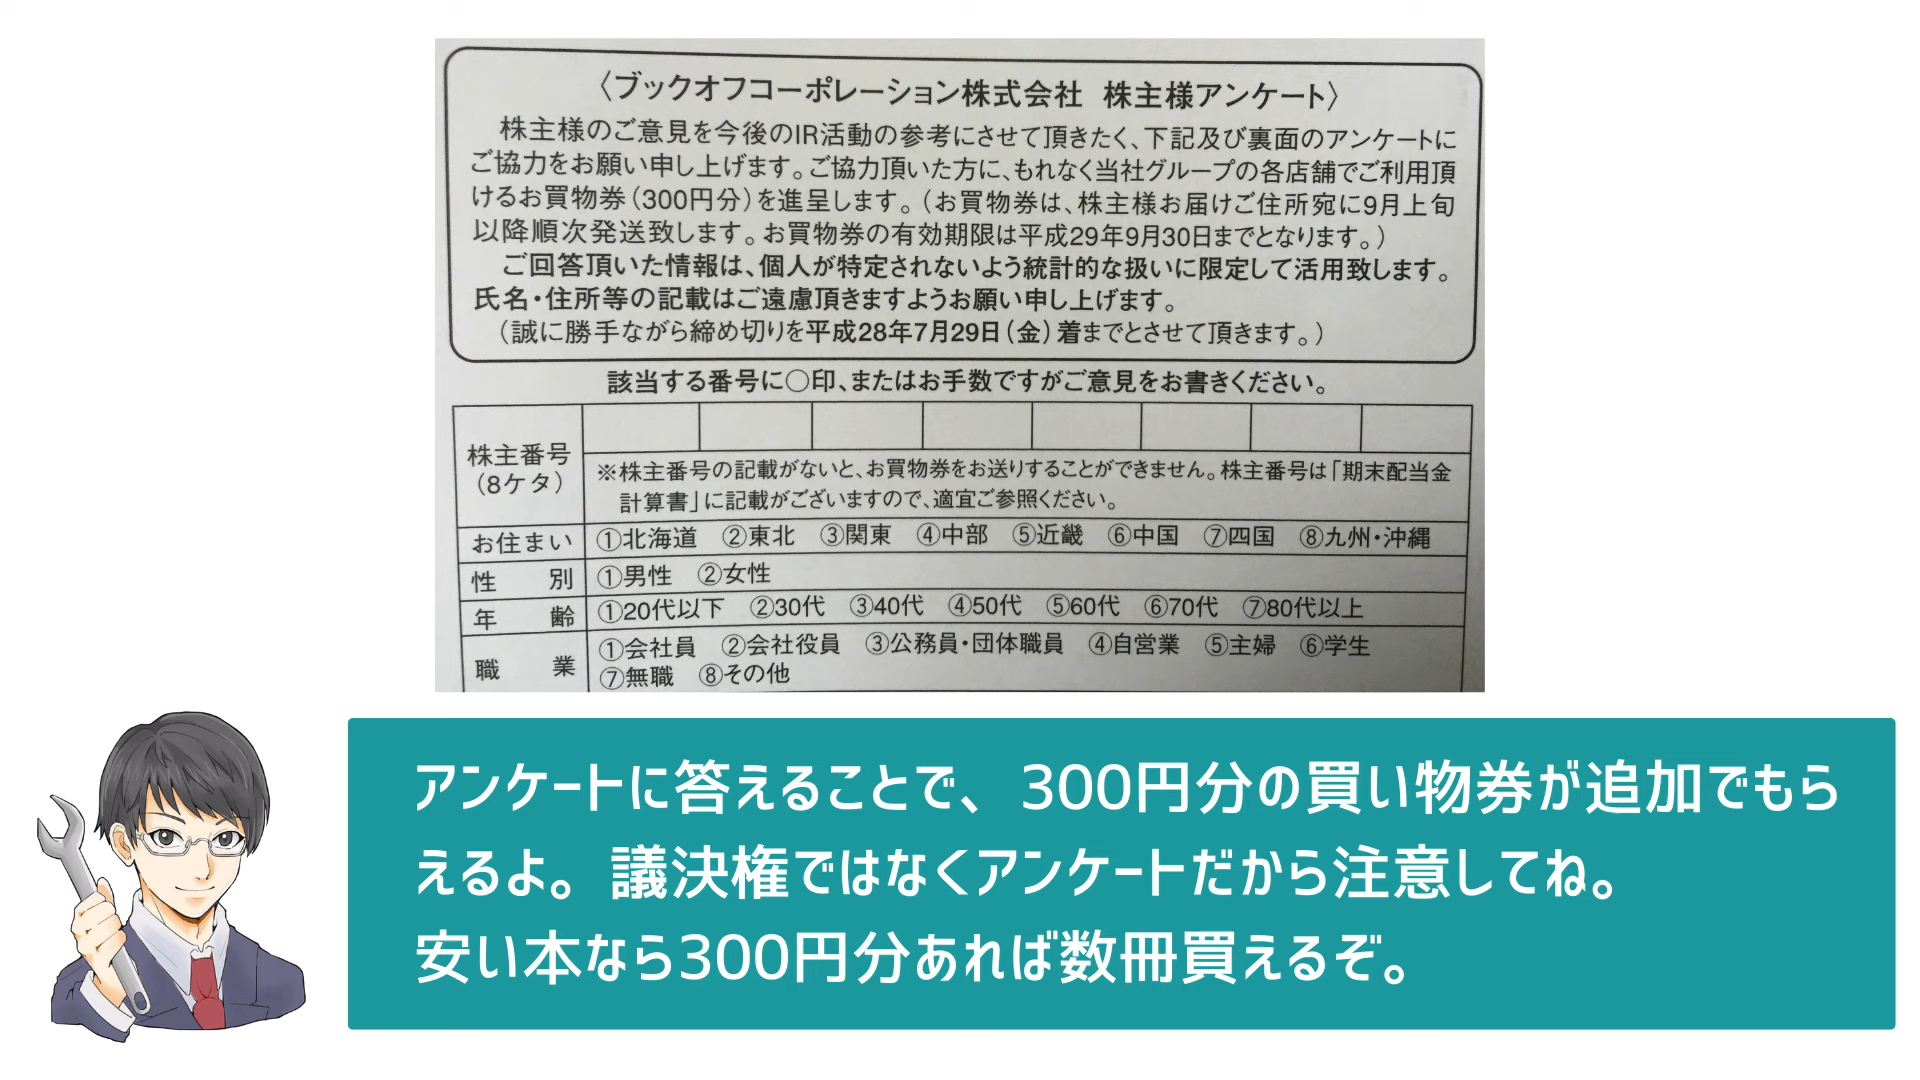 〈ブックオフコーポレーション株式会社 株主様アンケート〉
株主様のご意見を今後のIR活動の参考にさせて頂きたく、下記及び裏面のアンケートに
ご協力をお願い申し上げます。ご協力頂いた方に、もれなく当社グループの各店舗でご利用頂
けるお買物券（300円分）を進呈します。（お買物券は、株主様お届けご住所宛に9月上旬
以降順次発送致します。お買物券の有効期限は平成29年9月30日までとなります。）
ご回答頂いた情報は、個人が特定されないよう統計的な扱いに限定して活用致します。
氏名・住所等の記載はご遠慮頂きますようお願い申し上げます。
（誠に勝手ながら締め切りを平成28年7月29日（金）着までとさせて頂きます。）
該当する番号に○印、またはお手数ですがご意見をお書きください。
株主番号
（8ケタ）
※株主番号の記載がないと、お買物券をお送りすることができません。株主番号は「期末配当金
計算書」に記載がございますので、適宜ご参照ください。
お住まい ①北海道 ②東北 ③関東 ④中部 ⑤近畿 ⑥中国 ⑦四国 ⑧九州・沖縄
性別 ①男性 ②女性
年齢 ①20代以下 ②30代 ③40代 ④50代 ⑤60代 ⑥70代 ⑦80代以上
職業 ①会社員 ②会社役員 ③公務員・団体職員 ④自営業 ⑤主婦 ⑥学生
⑦無職 ⑧その他
アンケートに答えることで、300円分の買い物券が追加でもら
えるよ。議決権ではなくアンケートだから注意してね。
安い本なら300円分あれば数冊買えるぞ。